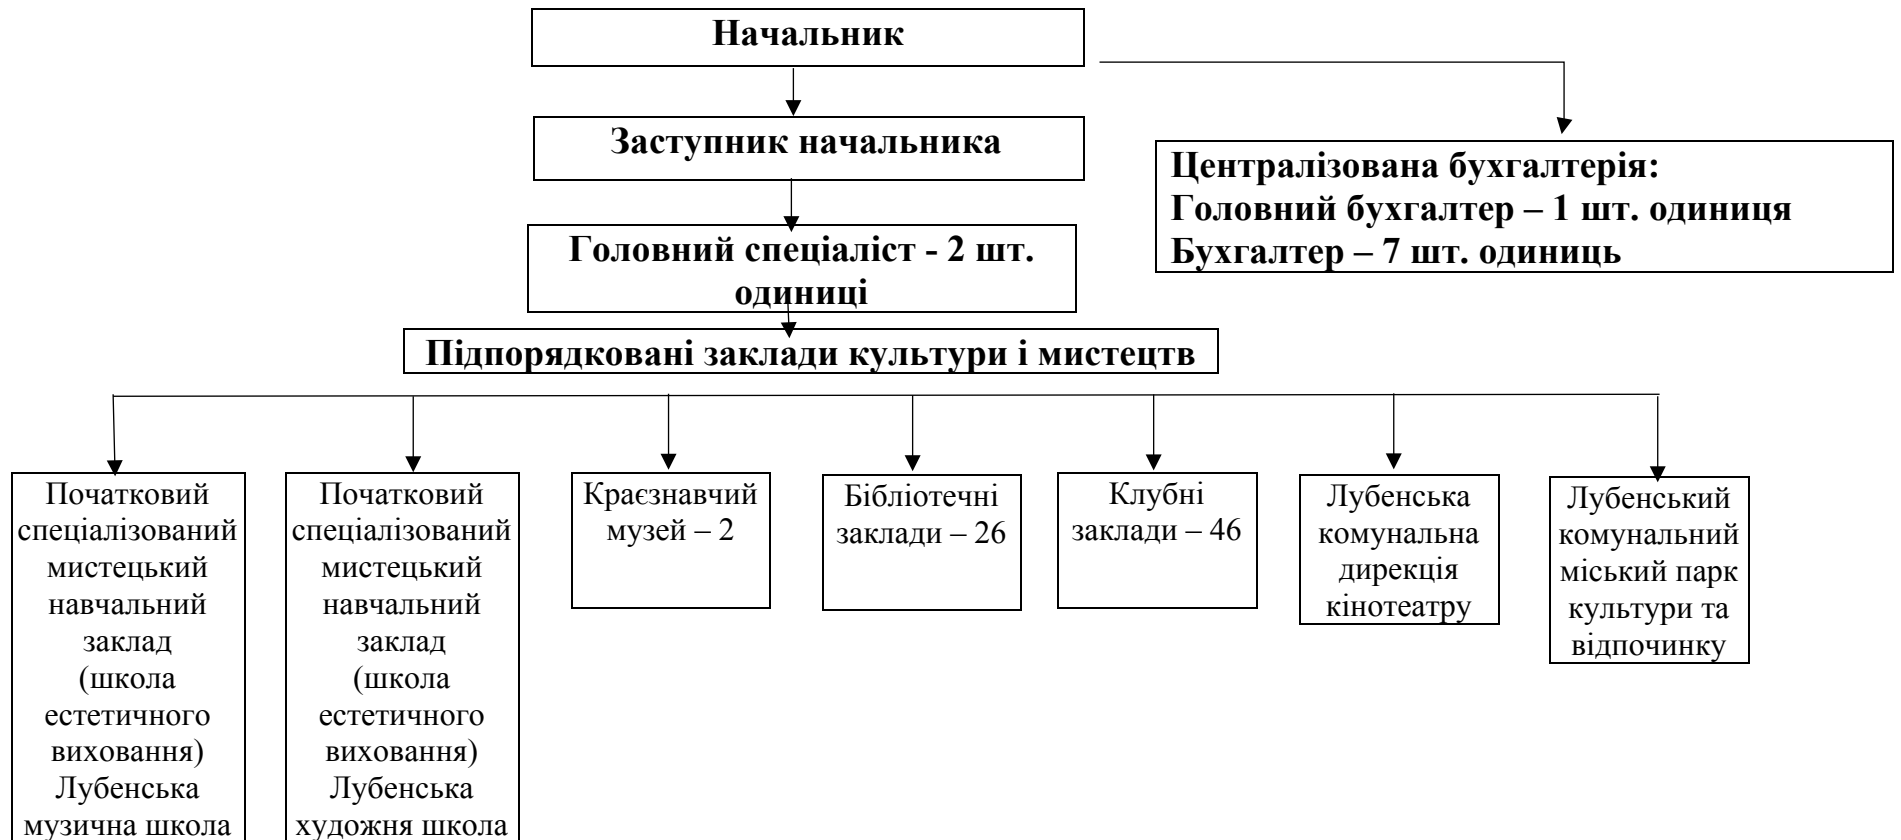 Начальник
Заступник начальника
Централізована бухгалтерія:
Головний бухгалтер – 1 шт. одиниця
Бухгалтер – 7 шт. одиниць
Головний спеціаліст - 2 шт.
одиниці
Підпорядковані заклади культури і мистецтв
Початковий
спеціалізований
мистецький
навчальний
заклад
(школа
естетичного
виховання)
Лубенська
музична школа
Початковий
спеціалізований
мистецький
навчальний
заклад
(школа
естетичного
виховання)
Лубенська
художня школа
Краєзнавчий
музей – 2
Бібліотечні
заклади – 26
Клубні
заклади – 46
Лубенська
комунальна
дирекція
кінотеатру
Лубенський
комунальний
міський парк
культури та
відпочинку